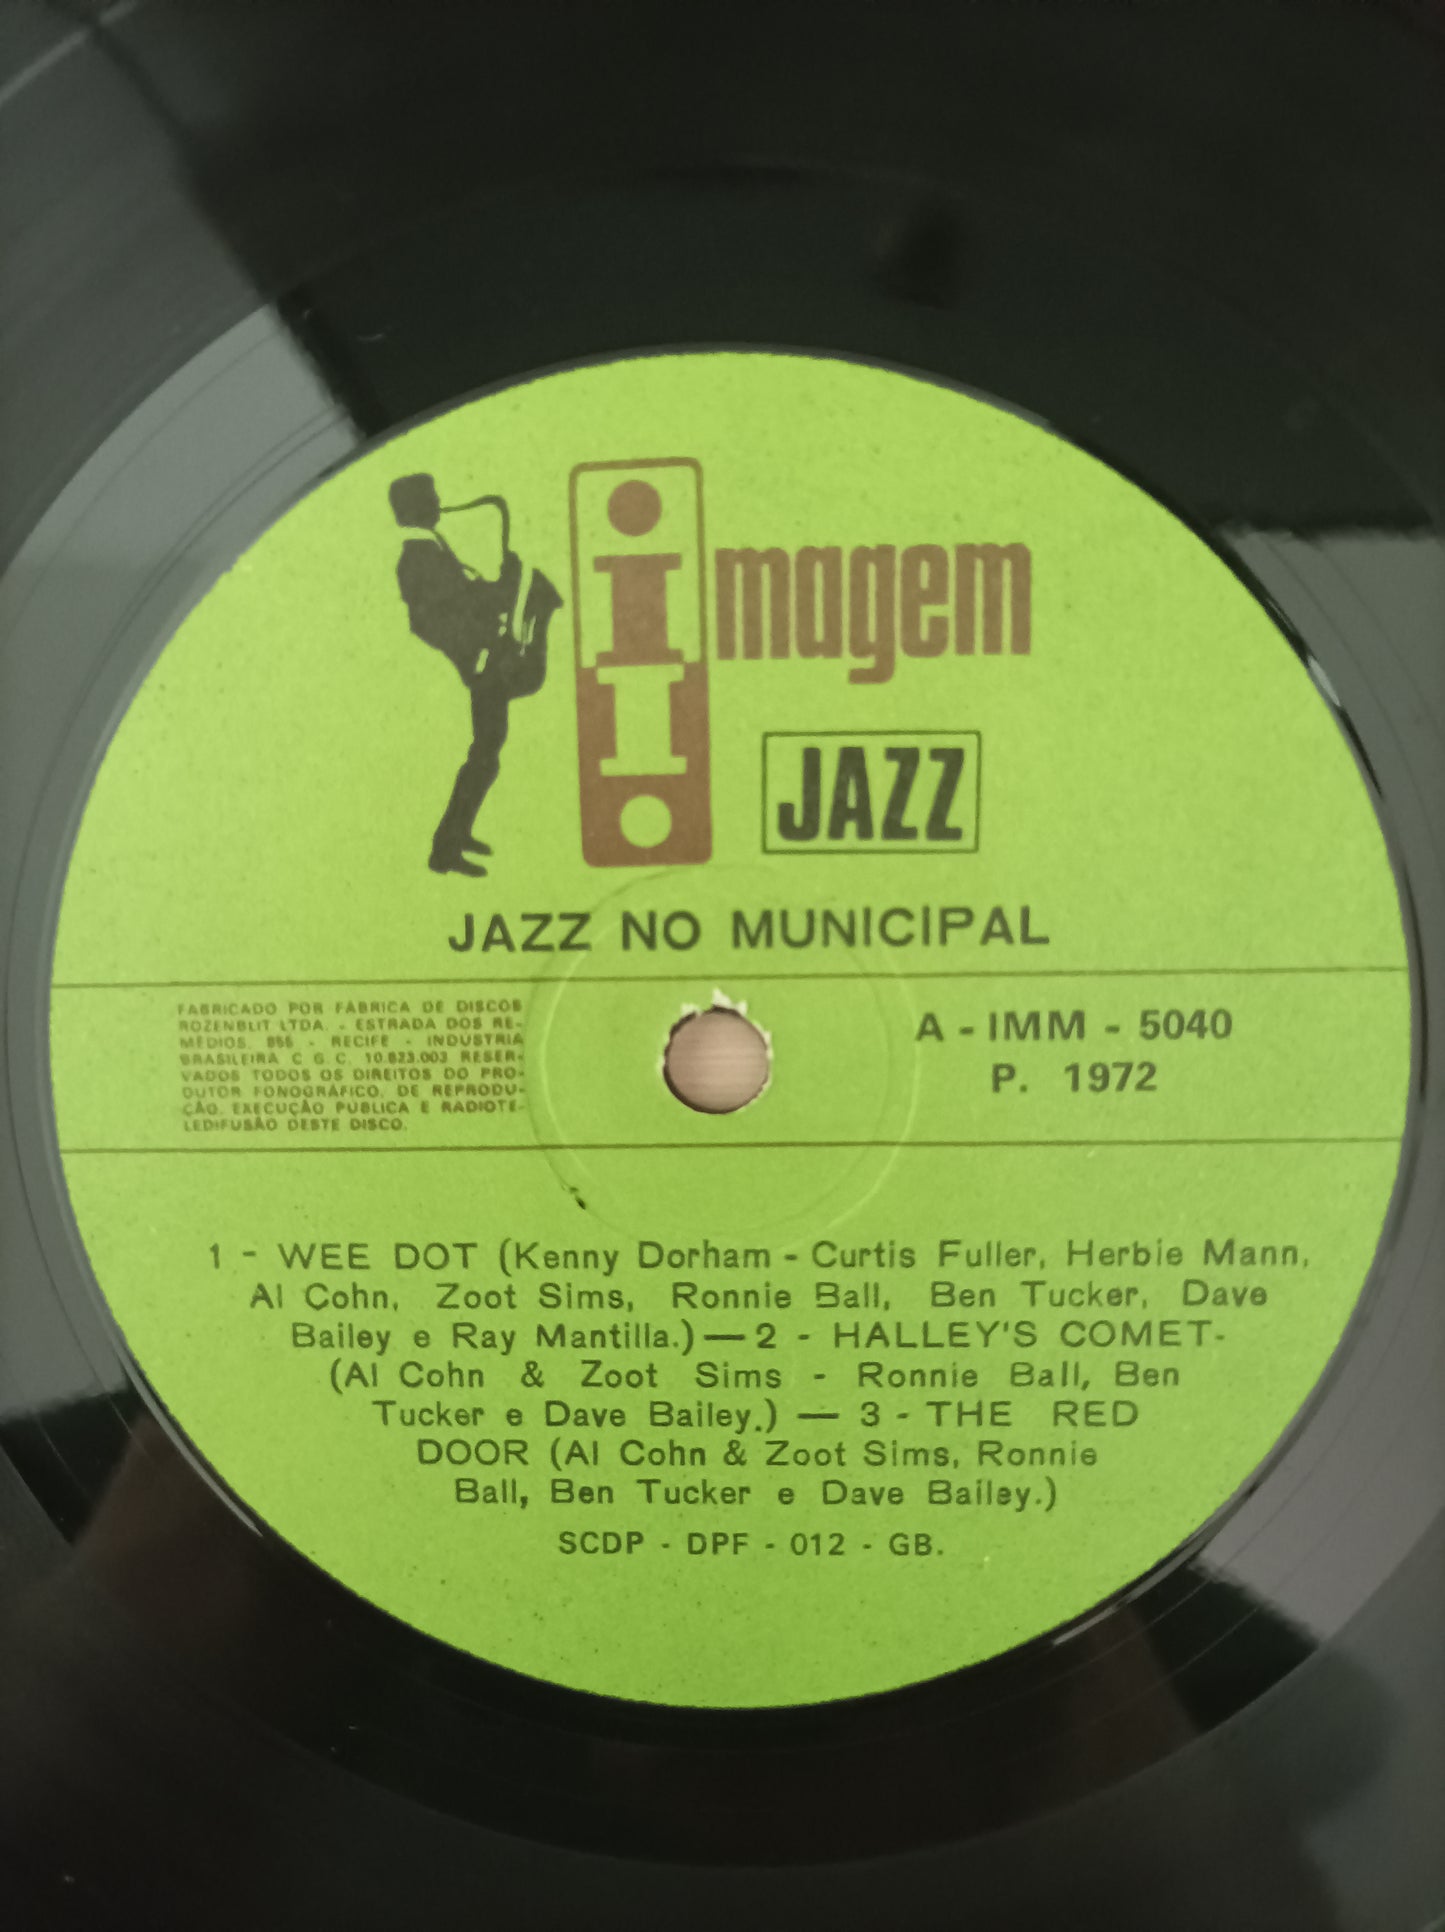 imagem
JAZZ
JAZZ NO MUNICIPAL
FABRICADO POR FÁBRICA DE DISCOS
ROZENBLIT LTDA. - ESTRADA DOS RE-
MÉDIOS, 855 - RECIFE - INDÚSTRIA
BRASILEIRA C G C. 10.823.003 RESER-
VADOS TODOS OS DIREITOS DO PRO-
DUTOR FONOGRÁFICO, DE REPRODU-
ÇÃO, EXECUÇÃO PÚBLICA E RADIOTE-
LEDIFUSÃO DESTE DISCO.
A - IMM - 5040
P. 1972
1 - WEE DOT (Kenny Dorham - Curtis Fuller, Herbie Mann,
Al Cohn, Zoot Sims, Ronnie Ball, Ben Tucker, Dave
Bailey e Ray Mantilla.) — 2 - HALLEY'S COMET-
(Al Cohn & Zoot Sims - Ronnie Ball, Ben
Tucker e Dave Bailey.) — 3 - THE RED
DOOR (Al Cohn & Zoot Sims, Ronnie
Ball, Ben Tucker e Dave Bailey.)
SCDP - DPF - 012 - GB.